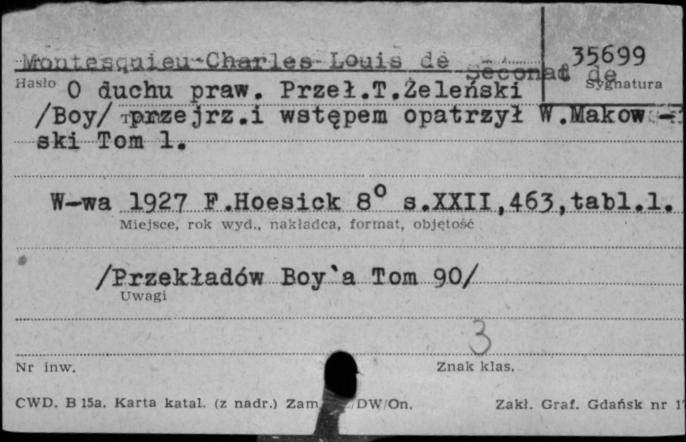 35699
Montesquieu-Charles Louis de Seconat de
Hasło
Sygnatura
O duchu praw. Przeł.T.Żeleński
/Boy/ przejrz.i wstępem opatrzył W.Makow-
ski Tom 1.
W-wa 1927 F.Hoesick 8⁰ s.XXII,463,tabl.1.
Miejsce, rok wyd., nakładca, format, objętość
/Przekładów Boy'a Tom 90/
Uwagi
3
Nr inw.
Znak klas.
CWD. B 15a. Karta katal. (z nadr.) Zam DW/On.
Zakł. Graf. Gdańsk nr